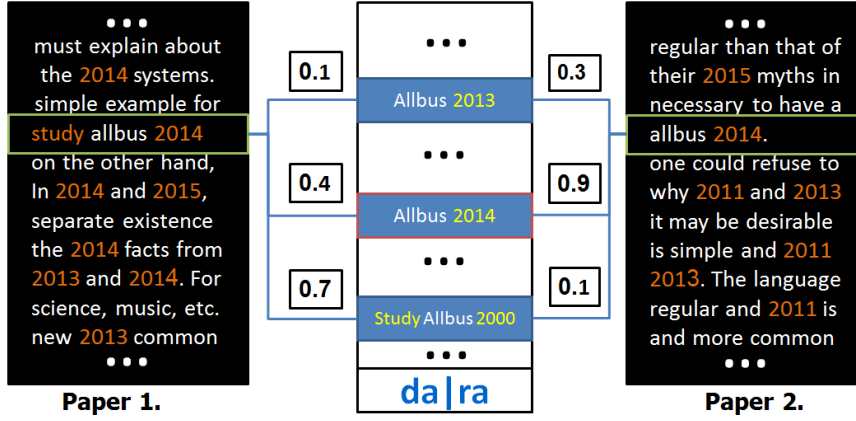 • • •
must explain about
the 2014 systems.
simple example for
study allbus 2014
on the other hand,
In 2014 and 2015,
separate existence
the 2014 facts from
2013 and 2014. For
science, music, etc.
new 2013 common
• • •
Paper 1.
0.1
0.4
0.7
• • •
Allbus 2013
• • •
Allbus 2014
• • •
Study Allbus 2000
• • •
da|ra
0.3
0.9
0.1
• • •
regular than that of
their 2015 myths in
necessary to have a
allbus 2014.
one could refuse to
why 2011 and 2013
it may be desirable
is simple and 2011
2013. The language
regular and 2011 is
and more common
• • •
Paper 2.